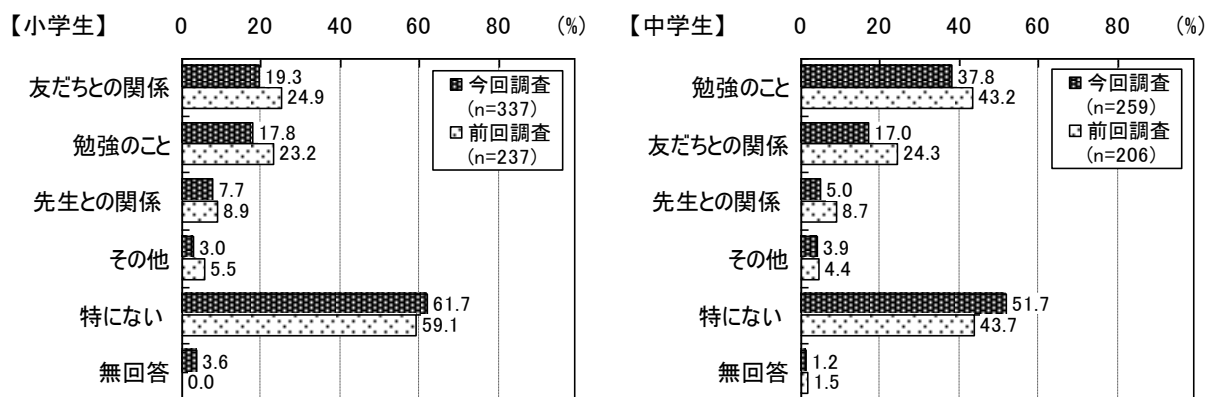 【小学生】 0 20 40 60 80 (%)
友だちとの関係 19.3 24.9
勉強のこと 17.8 23.2
先生との関係 7.7 8.9
その他 3.0 5.5
特にない 61.7 59.1
無回答 3.6 0.0
今回調査
(n=337)
前回調査
(n=237)
【中学生】 0 20 40 60 80 (%)
勉強のこと 37.8 43.2
友だちとの関係 17.0 24.3
先生との関係 5.0 8.7
その他 3.9 4.4
特にない 51.7 43.7
無回答 1.2 1.5
今回調査
(n=259)
前回調査
(n=206)